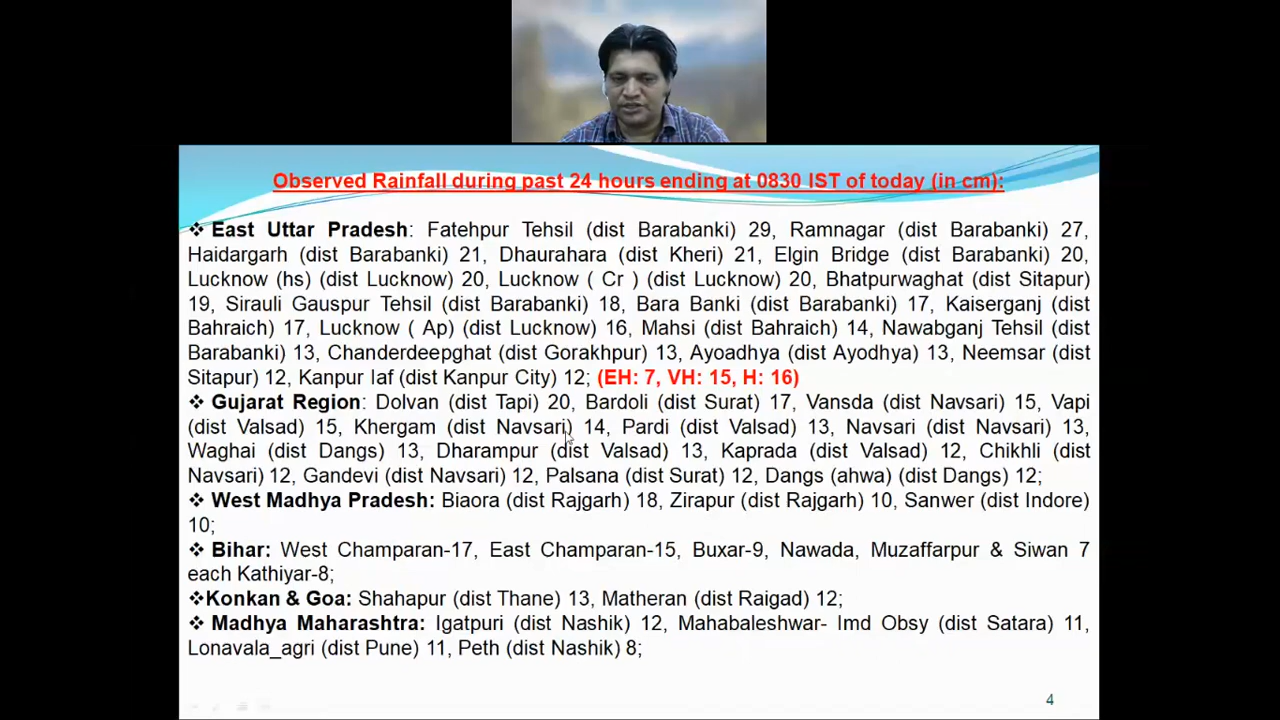 Observed Rainfall during past 24 hours ending at 0830 IST of today (in cm):
❖ East Uttar Pradesh: Fatehpur Tehsil (dist Barabanki) 29, Ramnagar (dist Barabanki) 27,
Haidargarh (dist Barabanki) 21, Dhaurahara (dist Kheri) 21, Elgin Bridge (dist Barabanki) 20,
Lucknow (hs) (dist Lucknow) 20, Lucknow ( Cr ) (dist Lucknow) 20, Bhatpurwaghat (dist Sitapur)
19, Sirauli Gauspur Tehsil (dist Barabanki) 18, Bara Banki (dist Barabanki) 17, Kaiserganj (dist
Bahraich) 17, Lucknow ( Ap) (dist Lucknow) 16, Mahsi (dist Bahraich) 14, Nawabganj Tehsil (dist
Barabanki) 13, Chanderdeepghat (dist Gorakhpur) 13, Ayoadhya (dist Ayodhya) 13, Neemsar (dist
Sitapur) 12, Kanpur Iaf (dist Kanpur City) 12; (EH: 7, VH: 15, H: 16)
❖ Gujarat Region: Dolvan (dist Tapi) 20, Bardoli (dist Surat) 17, Vansda (dist Navsari) 15, Vapi
(dist Valsad) 15, Khergam (dist Navsari) 14, Pardi (dist Valsad) 13, Navsari (dist Navsari) 13,
Waghai (dist Dangs) 13, Dharampur (dist Valsad) 13, Kaprada (dist Valsad) 12, Chikhli (dist
Navsari) 12, Gandevi (dist Navsari) 12, Palsana (dist Surat) 12, Dangs (ahwa) (dist Dangs) 12;
❖ West Madhya Pradesh: Biaora (dist Rajgarh) 18, Zirapur (dist Rajgarh) 10, Sanwer (dist Indore)
10;
❖ Bihar: West Champaran-17, East Champaran-15, Buxar-9, Nawada, Muzaffarpur & Siwan 7
each Kathiyar-8;
❖Konkan & Goa: Shahapur (dist Thane) 13, Matheran (dist Raigad) 12;
❖ Madhya Maharashtra: Igatpuri (dist Nashik) 12, Mahabaleshwar- Imd Obsy (dist Satara) 11,
Lonavala_agri (dist Pune) 11, Peth (dist Nashik) 8;
4